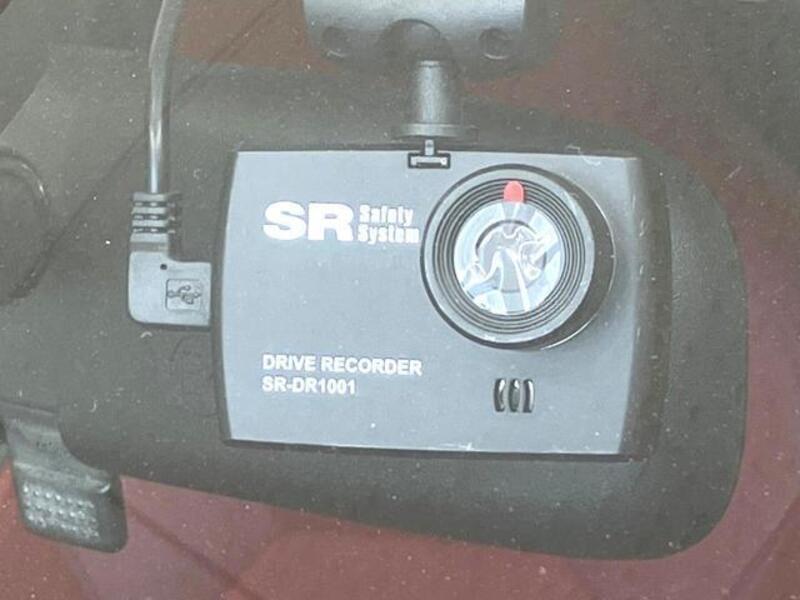 SR Safety
System
DRIVE RECORDER
SR-DR1001